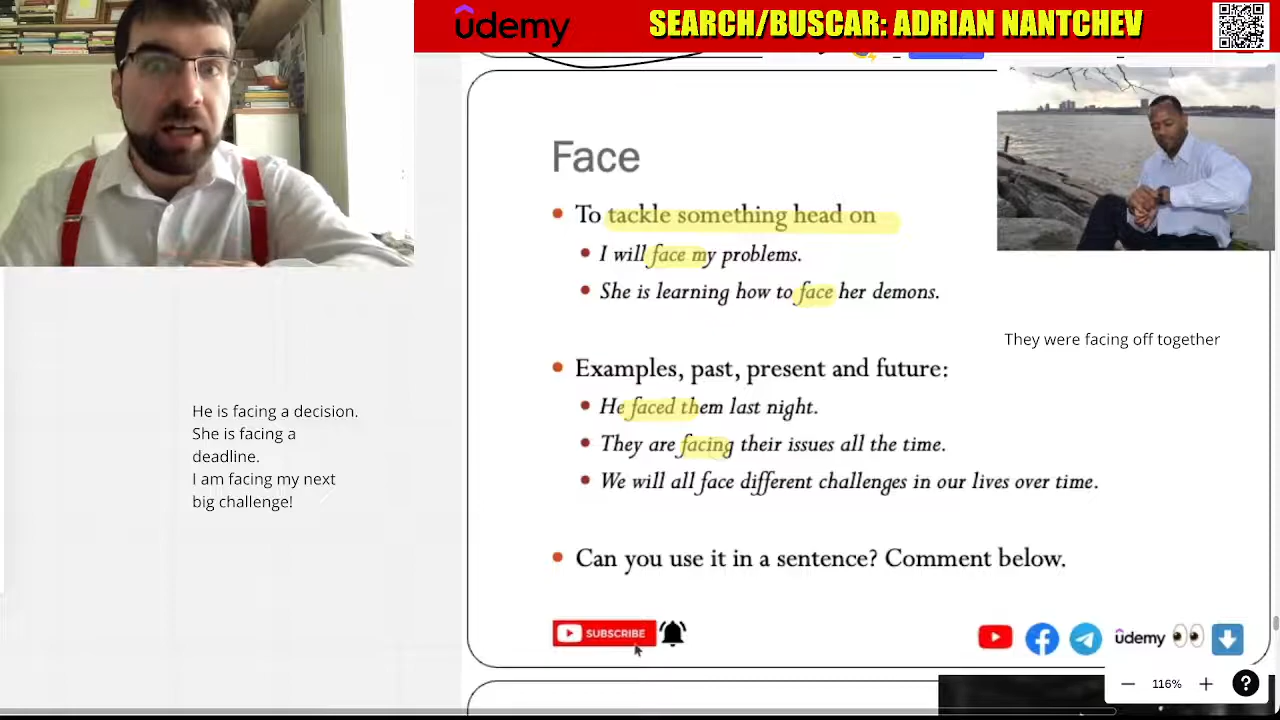 udemy
SEARCH/BUSCAR: ADRIAN NANTCHEV
Face
To tackle something head on
I will face my problems.
She is learning how to face her demons.
They were facing off together
Examples, past, present and future:
He faced them last night.
They are facing their issues all the time.
We will all face different challenges in our lives over time.
He is facing a decision.
She is facing a
deadline.
I am facing my next
big challenge!
Can you use it in a sentence? Comment below.
SUBSCRIBE
udemy
116%
?